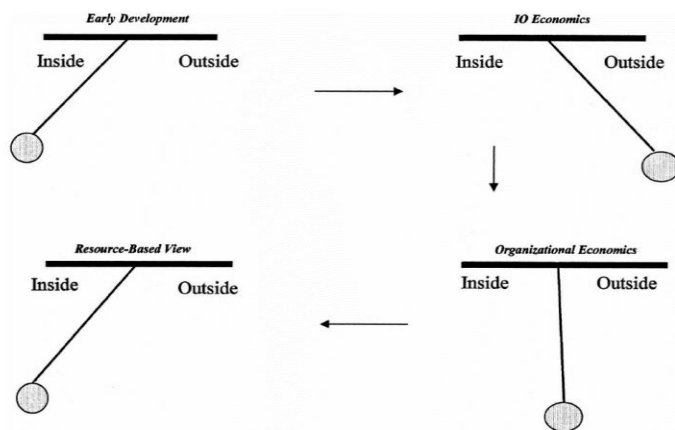 Early Development
Inside Outside
IO Economics
Inside Outside
Resource-Based View
Inside Outside
Organizational Economics
Inside Outside